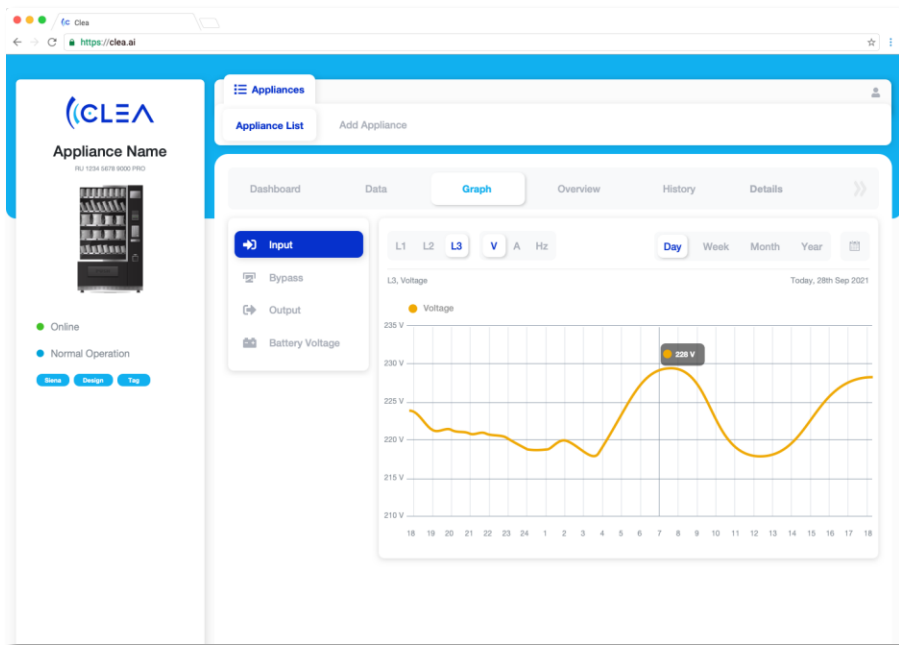 Clea
https://clea.ai
CLEA
Appliance Name
RU 1234 5678 9000 PRO
Online
Normal Operation
Siena Design Tag
Appliances
Appliance List Add Appliance
Dashboard Data Graph Overview History Details
Input
Bypass
Output
Battery Voltage
L1 L2 L3 V A Hz Day Week Month Year
L3, Voltage Today, 28th Sep 2021
Voltage
235 V
228 V
230 V
225 V
220 V
215 V
210 V
18 19 20 21 22 23 24 1 2 3 4 5 6 7 8 9 10 11 12 13 14 15 16 17 18